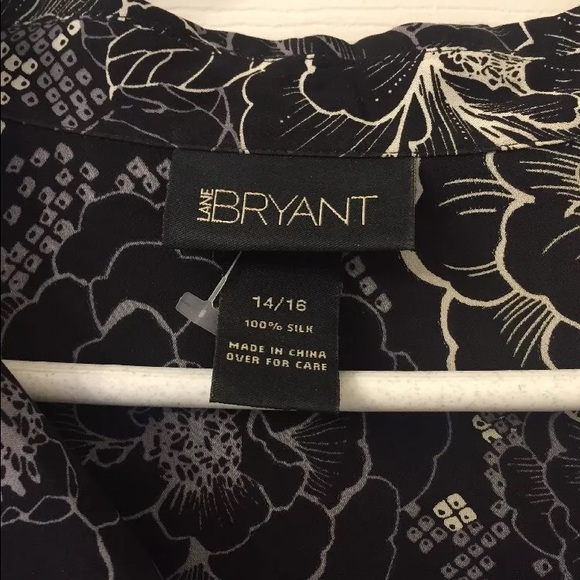 LANE BRYANT
14/16
100% SILK
MADE IN CHINA
OVER FOR CARE